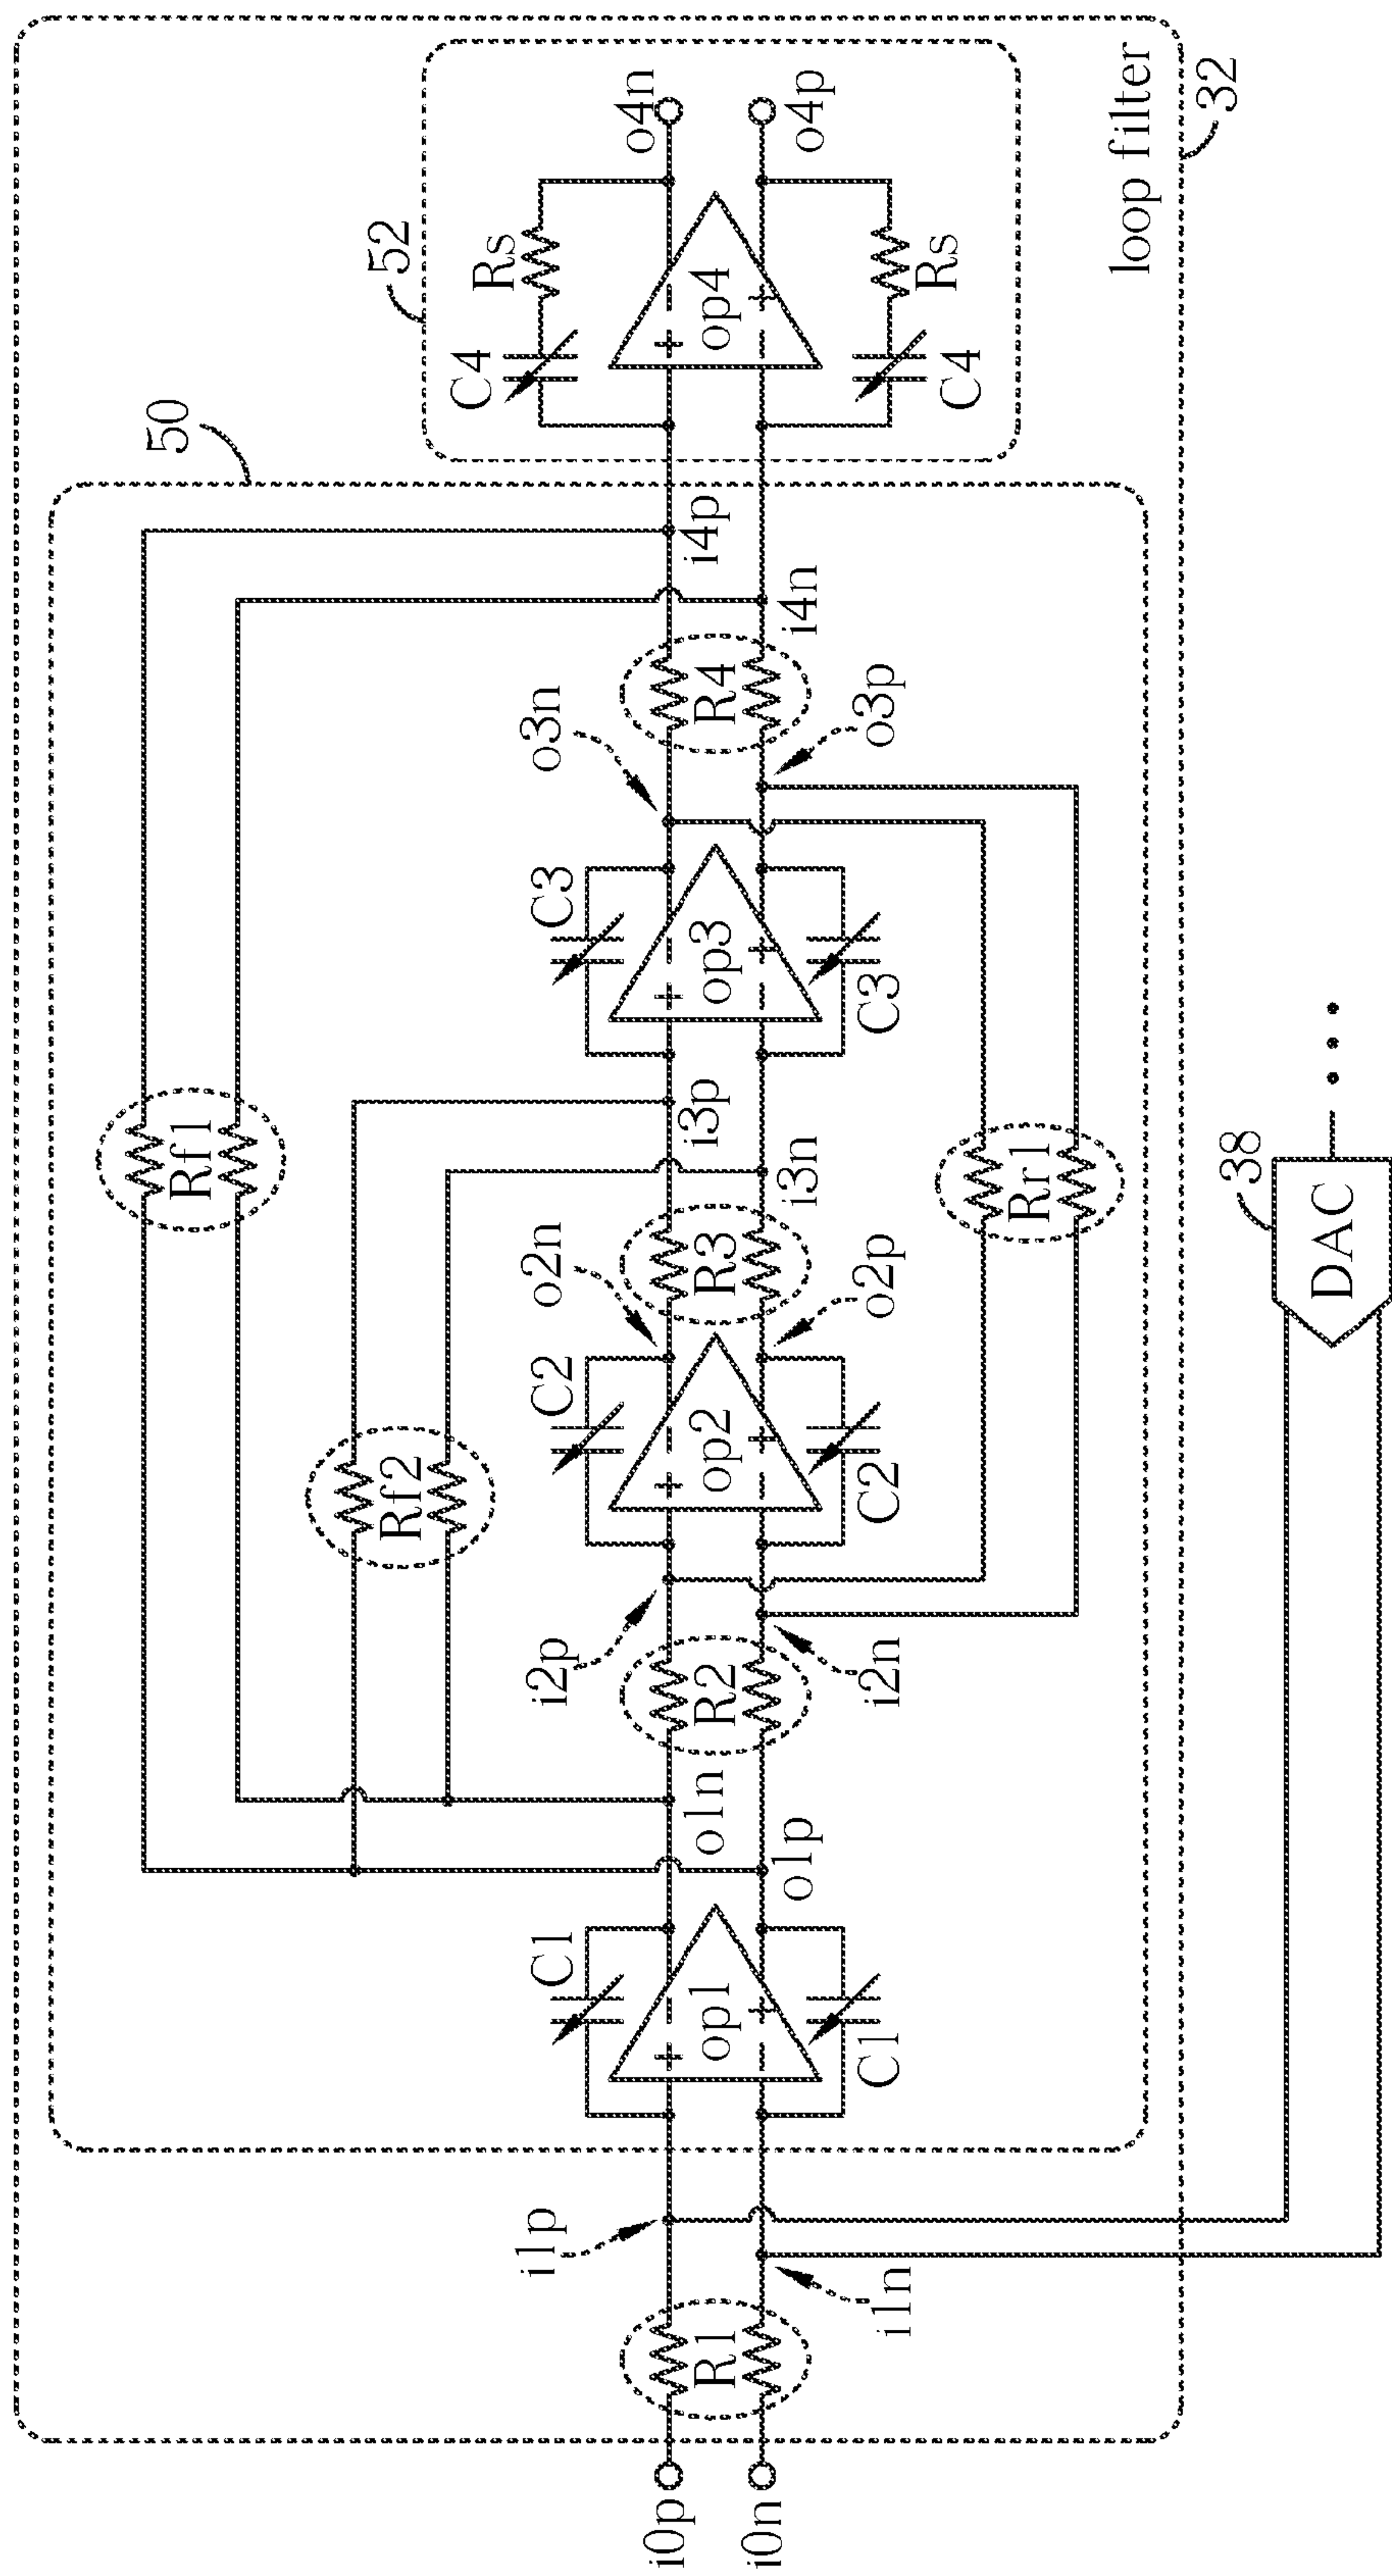 50
52
32
loop filter
Rf1
Rf2
C1
C2
C3
C4
Rs
i0p
i0n
R1
i1p
i1n
op1
+
-
-
+
o1n
o1p
R2
i2p
i2n
op2
+
-
-
+
o2n
o2p
R3
i3p
i3n
op3
+
-
-
+
o3n
o3p
R4
i4p
i4n
op4
+
-
-
+
o4n
o4p
C1
C2
C3
C4
Rs
Rr1
38
DAC